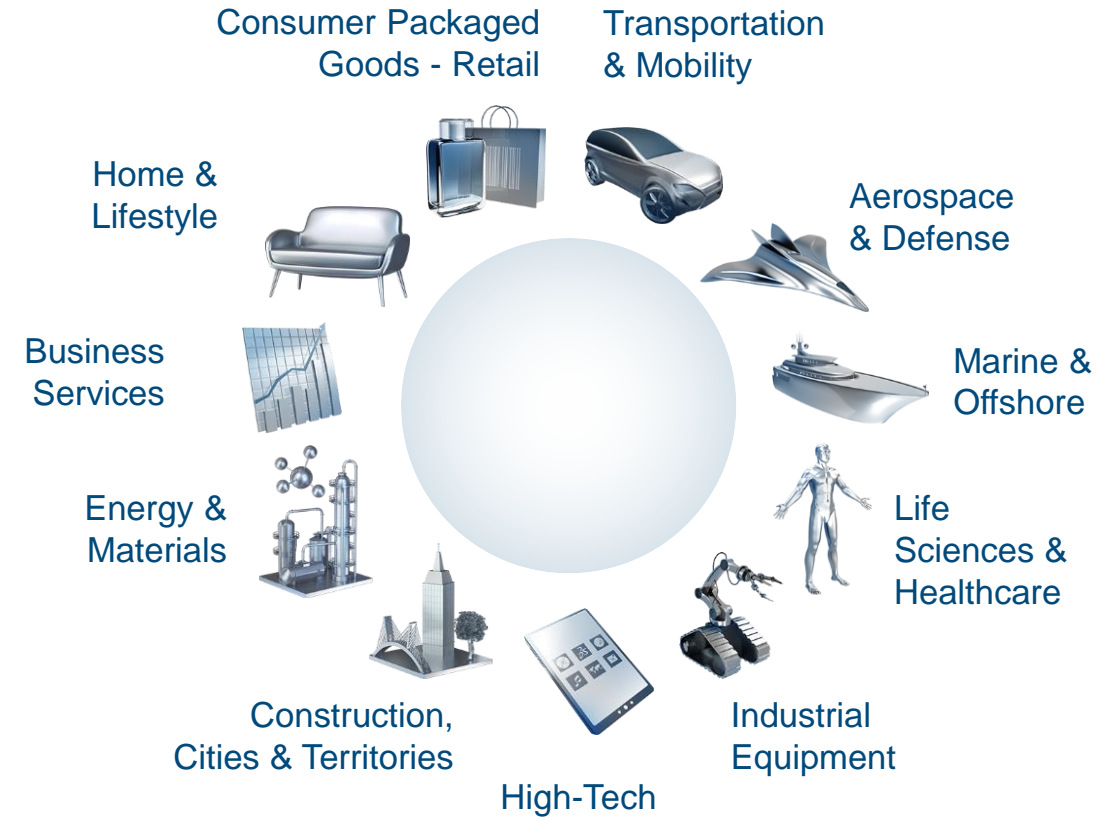 Consumer Packaged
Goods - Retail
Transportation
& Mobility
Aerospace
& Defense
Marine &
Offshore
Life
Sciences &
Healthcare
Industrial
Equipment
High-Tech
Construction,
Cities & Territories
Energy &
Materials
Business
Services
Home &
Lifestyle